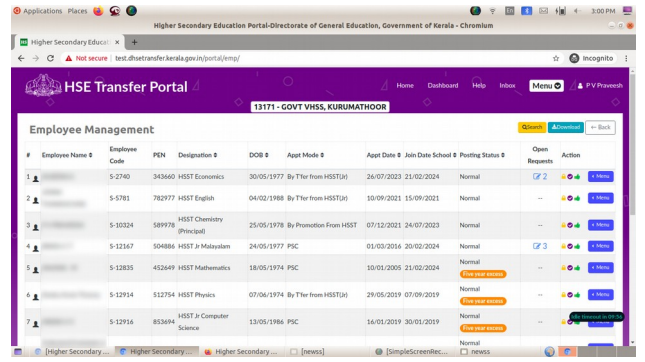 Applications Places En 3:00 PM
Higher Secondary Education Portal-Directorate of General Education, Government of Kerala - Chromium
Higher Secondary Educat × +
Not secure | test.dhsetransfer.kerala.gov.in/portal/emp/ Incognito
HSE Transfer Portal Home Dashboard Help Inbox Menu P V Praveesh
13171 - GOVT VHSS, KURUMATHOOR
Employee Management Search Download ← Back
# Employee Name Employee Code PEN Designation DOB Appt Mode Appt Date Join Date School Posting Status Open Requests Action
1 S-2740 343660 HSST Economics 30/05/1977 By T'fer from HSST(Jr) 26/07/2023 21/02/2024 Normal 2 Menu
2 S-5781 782977 HSST English 04/02/1988 By T'fer from HSST(Jr) 10/09/2021 15/09/2021 Normal -- Menu
3 S-10324 589978 HSST Chemistry (Principal) 25/05/1978 By Promotion From HSST 07/12/2021 24/07/2023 Normal -- Menu
4 S-12167 504886 HSST Jr Malayalam 24/05/1977 PSC 01/03/2016 20/02/2024 Normal 3 Menu
5 S-12835 452649 HSST Mathematics 18/05/1974 PSC 10/01/2005 21/02/2024 Normal -- Menu
Five year excess
6 S-12914 512754 HSST Physics 07/06/1974 By T'fer from HSST(Jr) 29/05/2019 07/09/2019 Normal -- Menu
7 S-12916 853694 HSST Jr Computer Science 13/05/1986 PSC 16/01/2019 30/01/2019 Normal
Five year excess
Idle timeout in 09:56
Normal
[Higher Secondary ... Higher Secondary ... Higher Secondary ... [newss] [SimpleScreenRec... newss